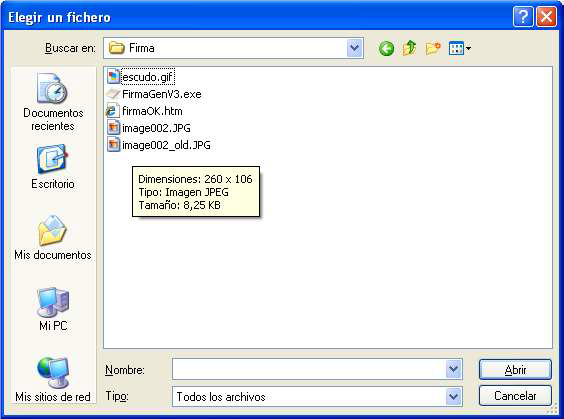 Elegir un fichero
Buscar en: Firma
Documentos
recientes
Escritorio
Mis documentos
Mi PC
Mis sitios de red
escudo.gif
FirmaGenV3.exe
firmaOK.htm
image002.JPG
image002_old.JPG
Dimensiones: 260 x 106
Tipo: Imagen JPEG
Tamaño: 8,25 KB
Nombre:
Abrir
Tipo: Todos los archivos
Cancelar